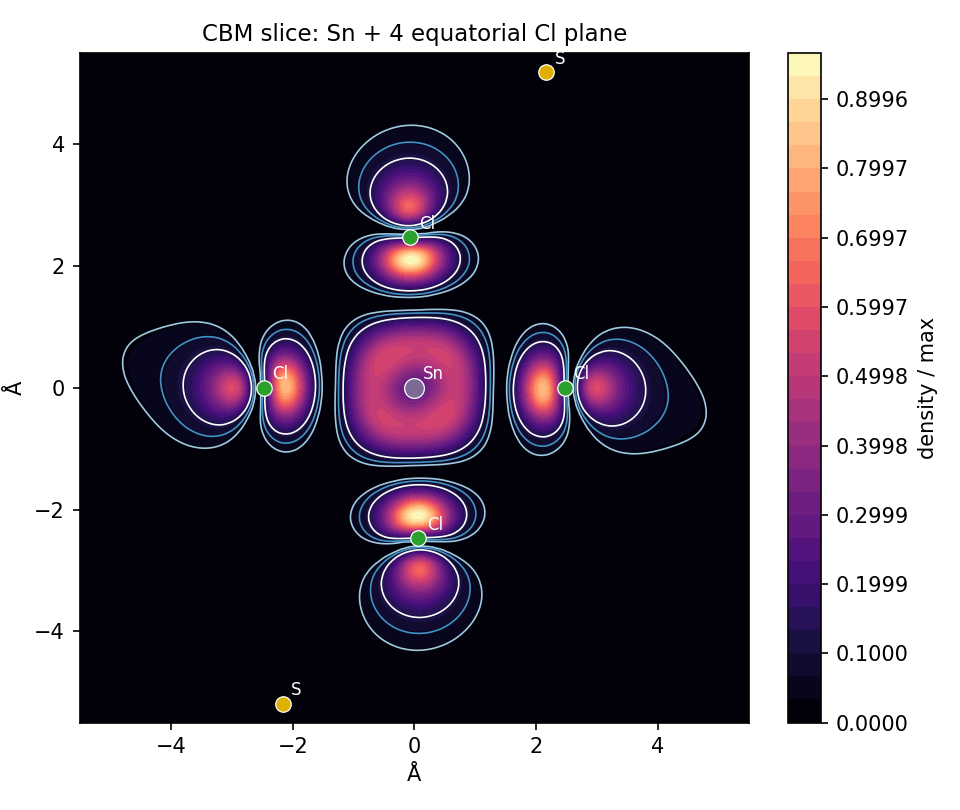 CBM slice: Sn + 4 equatorial Cl plane
S
4
Cl
2
0
Cl
Sn
Cl
−2
Cl
−4
S
−4
−2
0
2
4
Å
Å
0.8996
0.7997
0.6997
0.5997
0.4998
0.3998
0.2999
0.1999
0.1000
0.0000
density / max